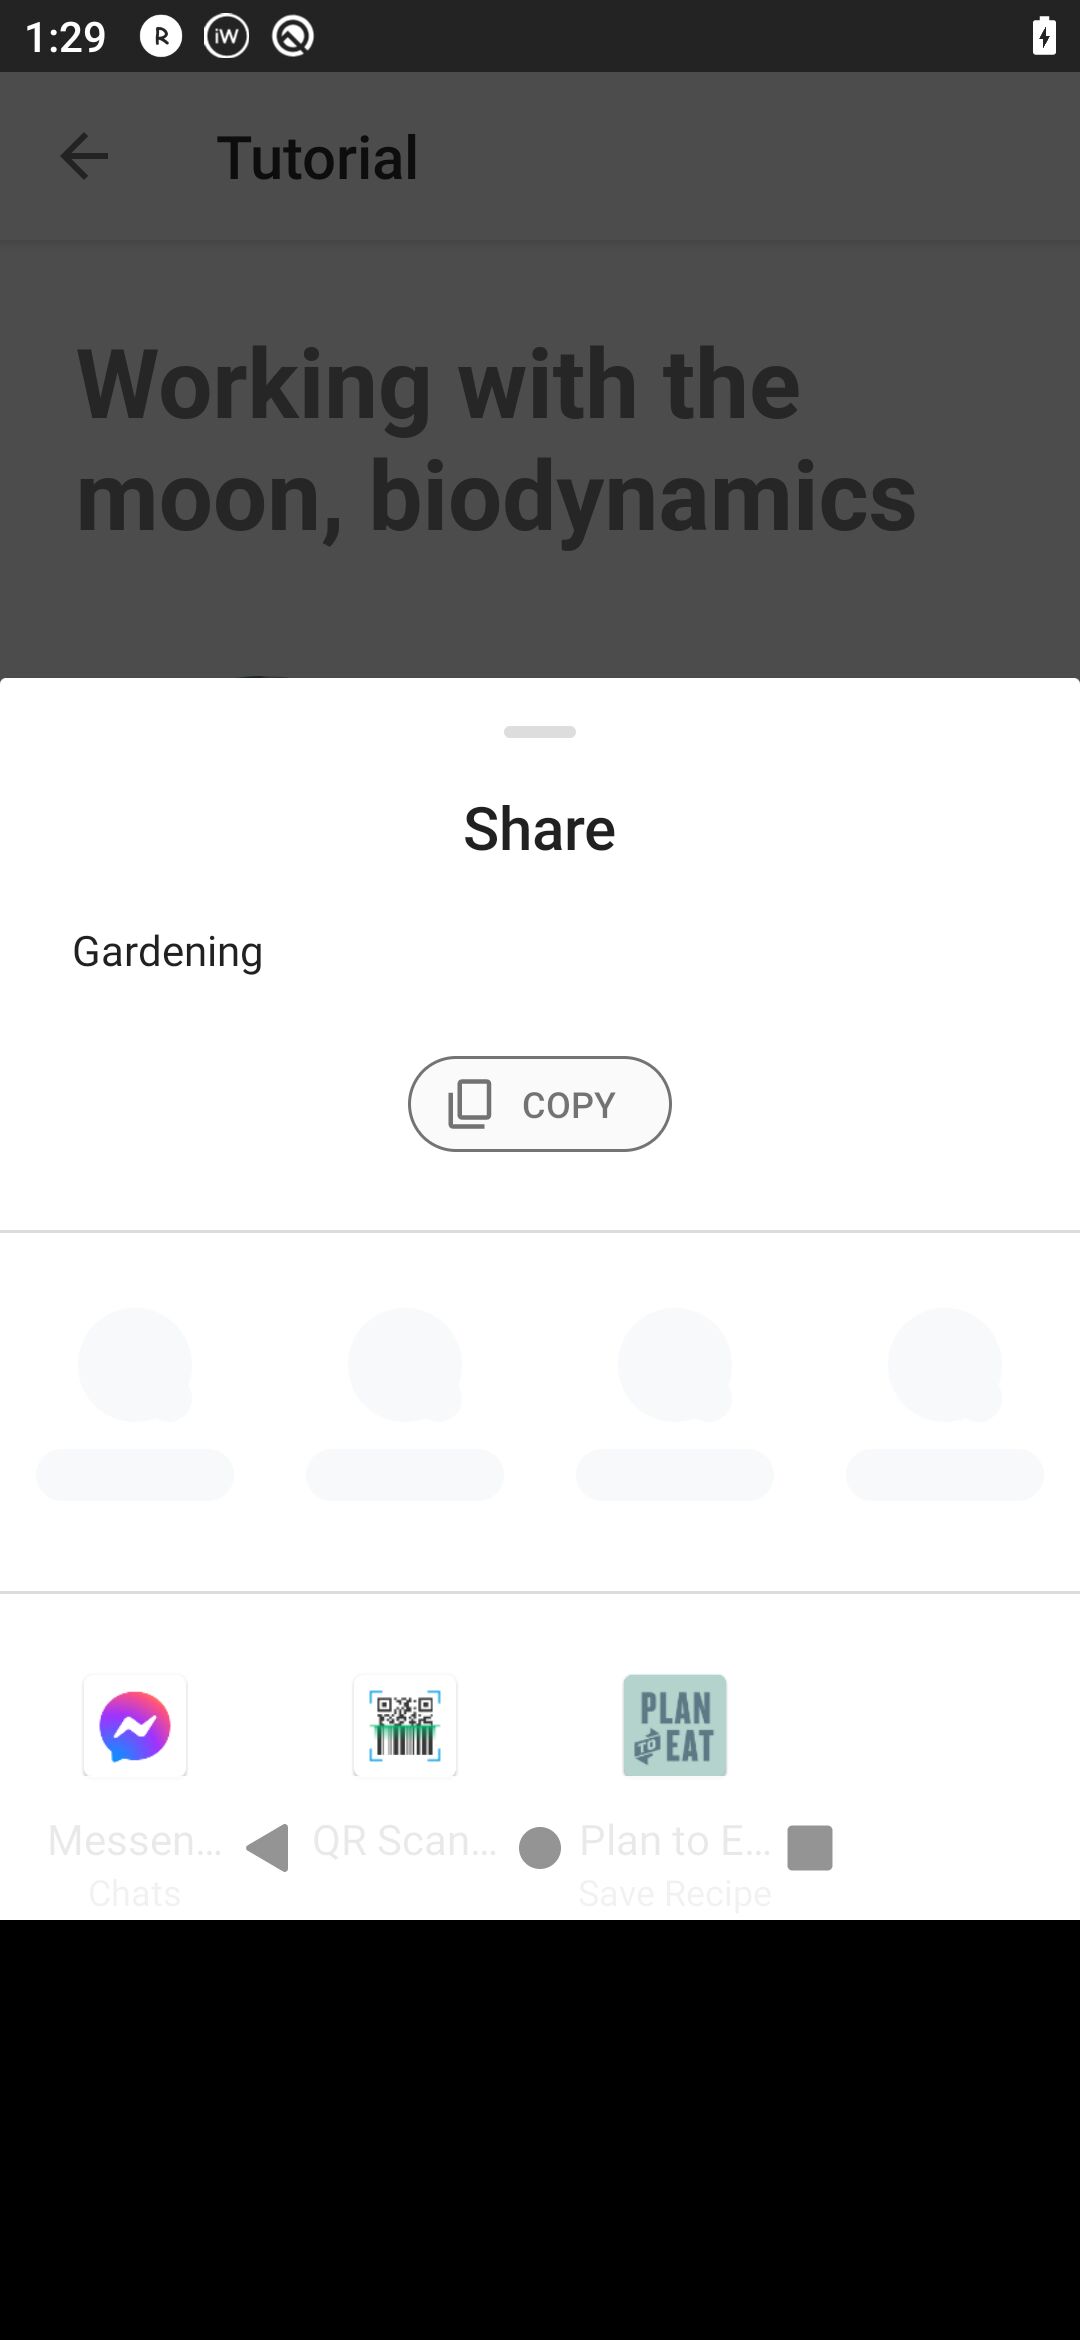 1:29
R
iW
Tutorial
Working with the
moon, biodynamics
Share
Gardening
COPY
PLAN
TO
EAT
Messen...
QR Scan...
Plan to E...
Chats
Save Recipe